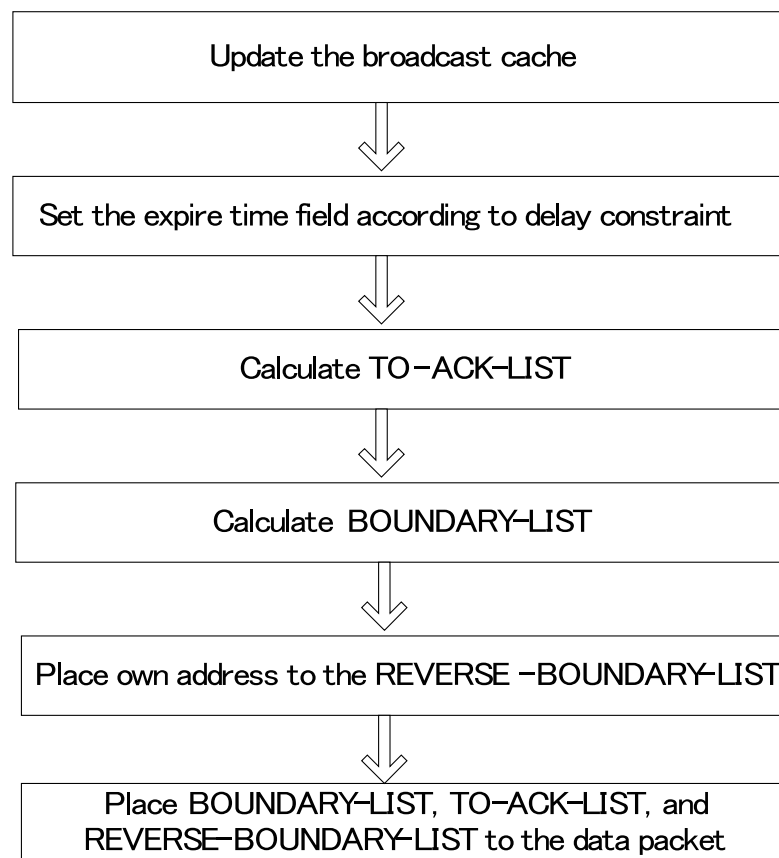 Update the broadcast cache
Set the expire time field according to delay constraint
Calculate TO-ACK-LIST
Calculate BOUNDARY-LIST
Place own address to the REVERSE -BOUNDARY-LIST
Place BOUNDARY-LIST, TO-ACK-LIST, and
REVERSE-BOUNDARY-LIST to the data packet